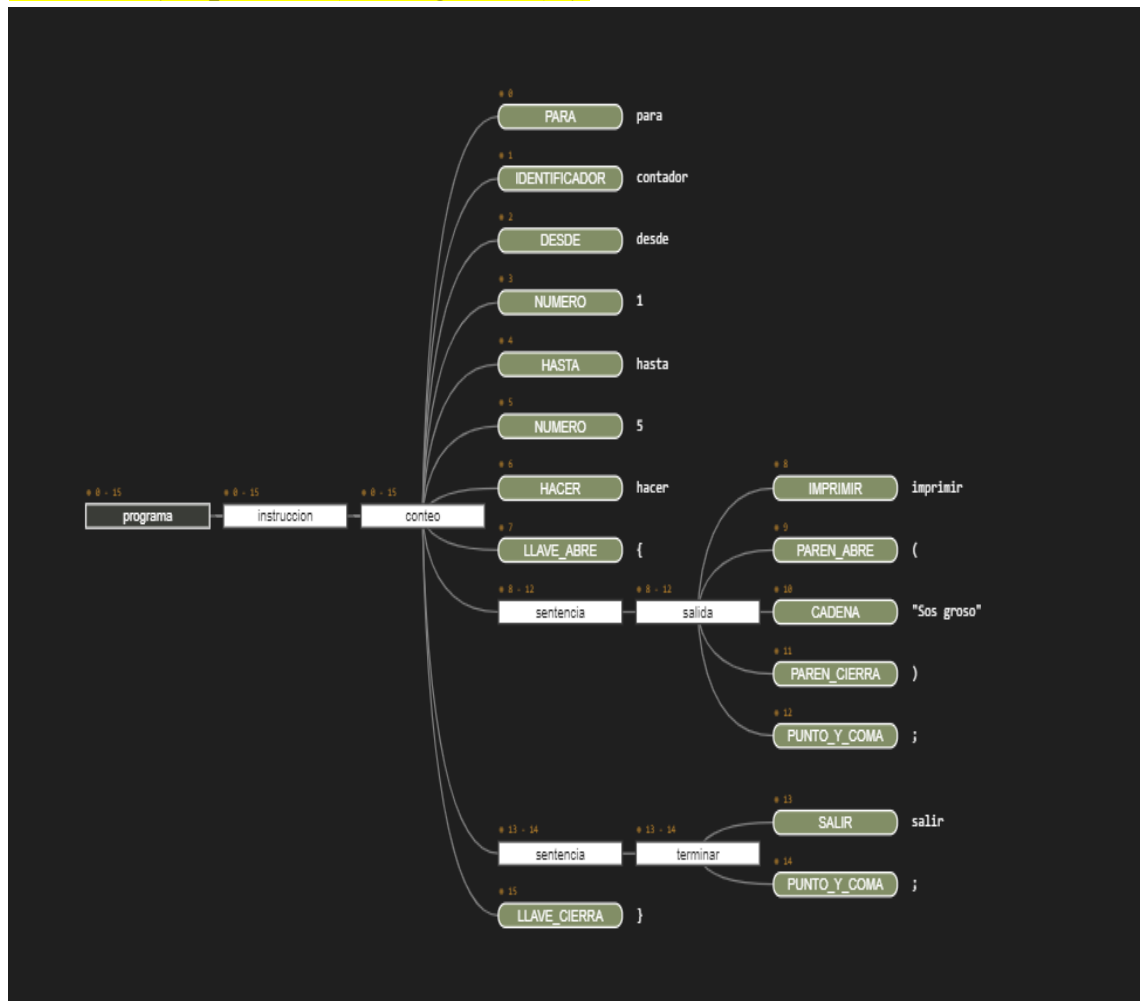 * 0
PARA para
* 1
IDENTIFICADOR contador
* 2
DESDE desde
* 3
NUMERO 1
* 4
HASTA hasta
* 5
NUMERO 5
* 6
HACER hacer
* 7
LLAVE_ABRE {
* 0 - 15
programa
* 0 - 15
instruccion
* 0 - 15
conteo
* 8 - 12
sentencia
* 8 - 12
salida
* 8
IMPRIMIR imprimir
* 9
PAREN_ABRE (
* 10
CADENA "Sos groso"
* 11
PAREN_CIERRA )
* 12
PUNTO_Y_COMA ;
* 13 - 14
sentencia
* 13 - 14
terminar
* 13
SALIR salir
* 14
PUNTO_Y_COMA ;
* 15
LLAVE_CIERRA }